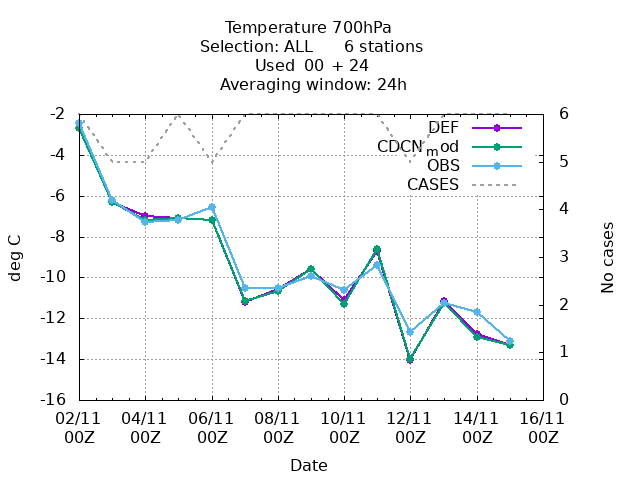 Temperature 700hPa
Selection: ALL 6 stations
Used 00 + 24
Averaging window: 24h
-2
-4
-6
-8
-10
-12
-14
-16
6
5
4
3
2
1
0
DEF
CDCNmod
OBS
CASES
deg C
No cases
02/11 04/11 06/11 08/11 10/11 12/11 14/11 16/11
00Z 00Z 00Z 00Z 00Z 00Z 00Z 00Z
Date